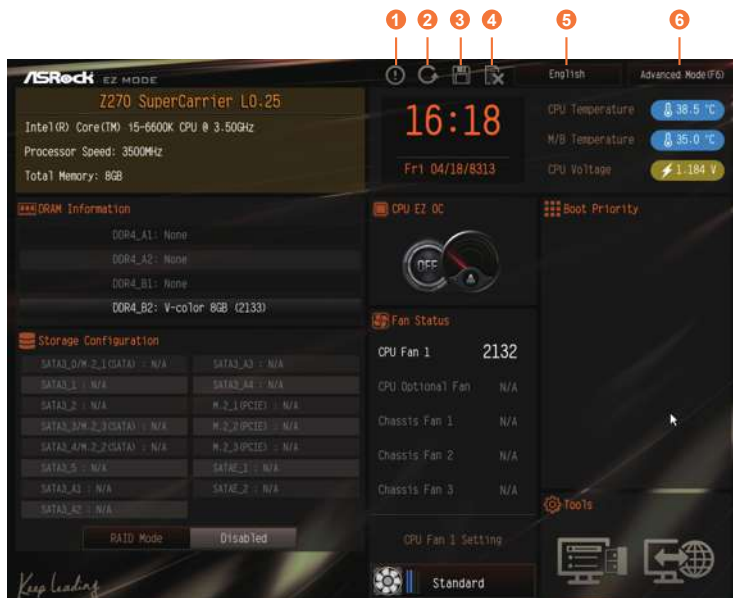 1 2 3 4 5 6
ASRock EZ MODE
English
Advanced Mode(F6)
Z270 SuperCarrier L0.25
Intel(R) Core(TM) i5-6600K CPU @ 3.50GHz
Processor Speed: 3500MHz
Total Memory: 8GB
16:18
Fri 04/18/8313
CPU Temperature 38.5 °C
M/B Temperature 35.0 °C
CPU Voltage 1.184 V
DRAM Information
DDR4_A1: None
DDR4_A2: None
DDR4_B1: None
DDR4_B2: V-color 8GB (2133)
Storage Configuration
SATA3_0/M.2_1(SATA) : N/A
SATA3_1 : N/A
SATA3_2 : N/A
SATA3_3/M.2_3(SATA) : N/A
SATA3_4/M.2_2(SATA) : N/A
SATA3_5 : N/A
SATA3_A1 : N/A
SATA3_A2 : N/A
SATA3_A3 : N/A
SATA3_A4 : N/A
M.2_1(PCIE) : N/A
M.2_2(PCIE) : N/A
M.2_3(PCIE) : N/A
SATAE_1 : N/A
SATAE_2 : N/A
RAID Mode Disabled
Keep Leading
CPU EZ OC
OFF
Fan Status
CPU Fan 1 2132
CPU Optional Fan N/A
Chassis Fan 1 N/A
Chassis Fan 2 N/A
Chassis Fan 3 N/A
CPU Fan 1 Setting
Standard
Boot Priority
Tools